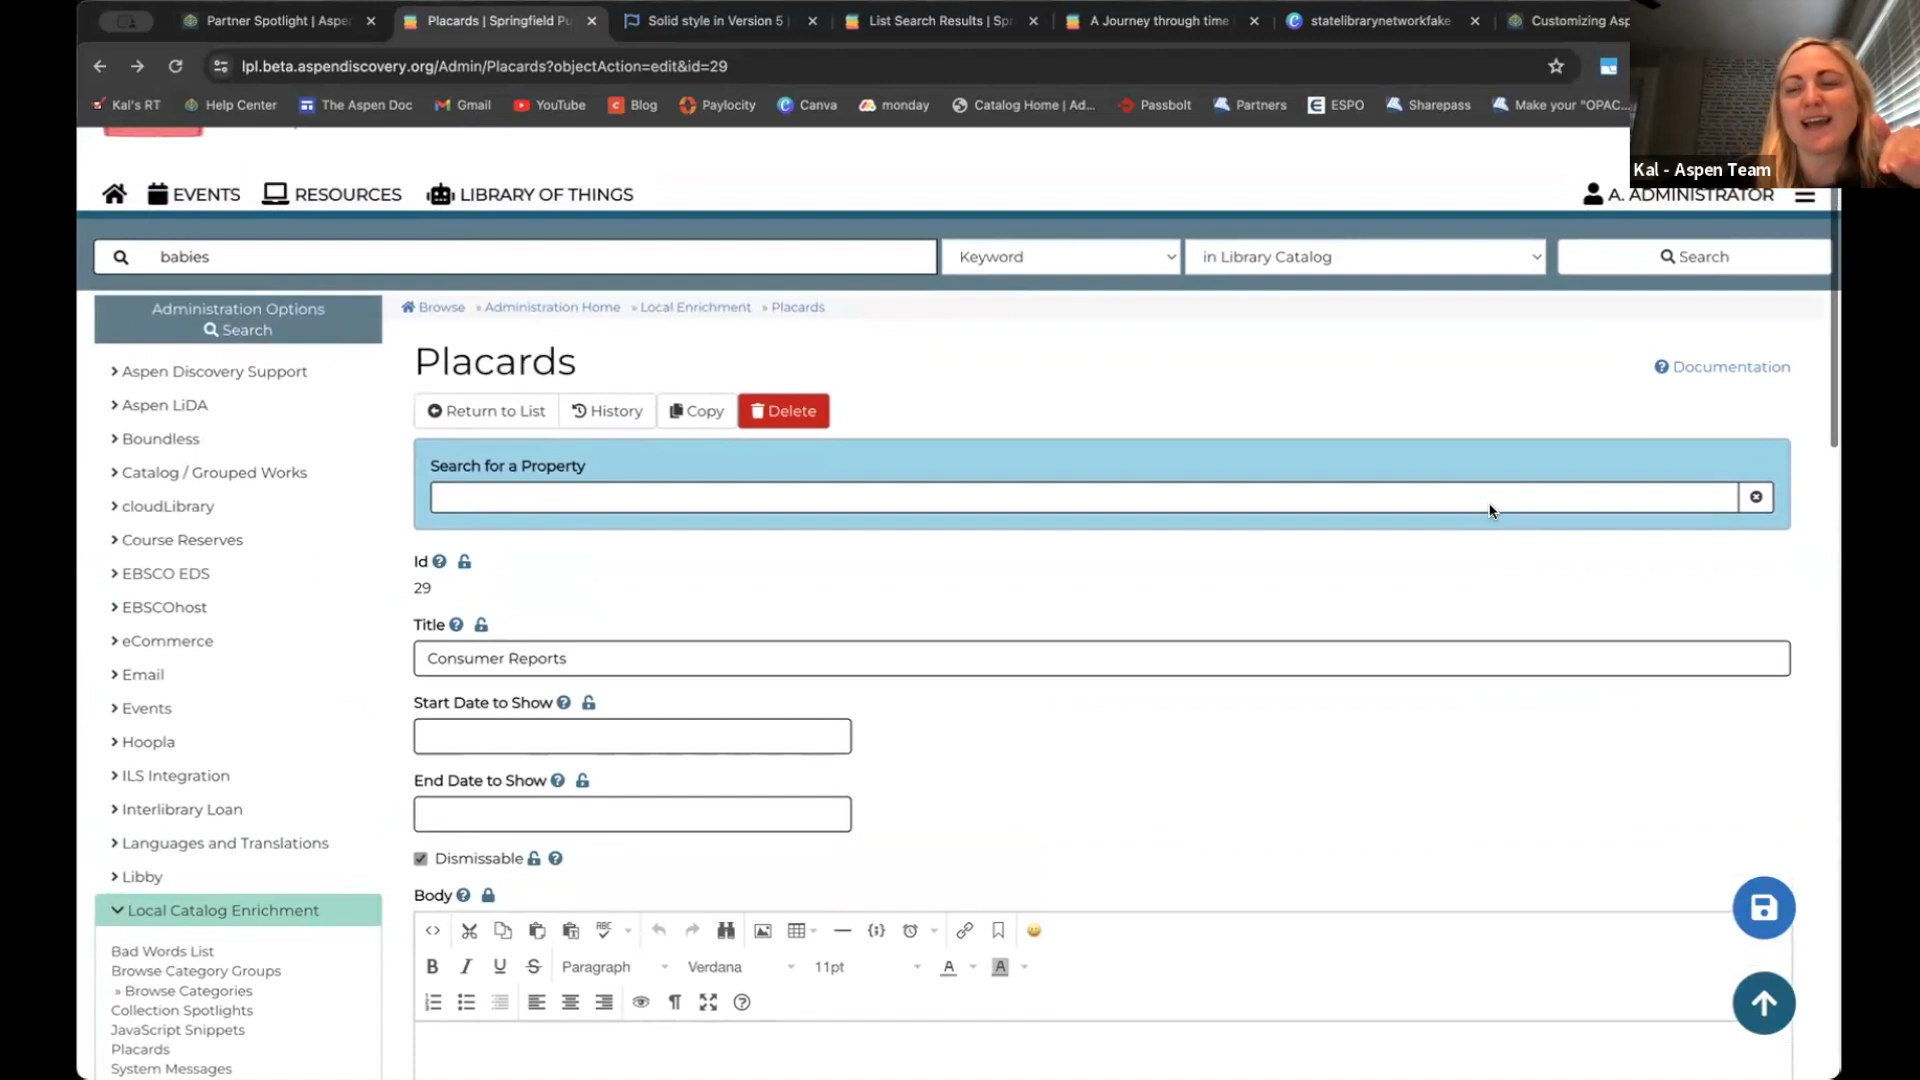 Partner Spotlight | Aspe
Placards | Springfield Pu
Solid style in Version 5
List Search Results | Sp
A Journey through time
statelibrarynetworkfake
Customizing Asp
lpl.beta.aspendiscovery.org/Admin/Placards?objectAction=edit&id=29
Kal's RT
Help Center
The Aspen Doc
Gmail
YouTube
Blog
Paylocity
Canva
monday
Catalog Home | Ad...
Passbolt
Partners
ESPO
Sharepass
Make your "OPAC...
Kal - Aspen Team
EVENTS
RESOURCES
LIBRARY OF THINGS
A. ADMINISTRATOR
babies
Keyword
in Library Catalog
Search
Administration Options
Search
Browse » Administration Home » Local Enrichment » Placards
Aspen Discovery Support
Aspen LiDA
Boundless
Catalog / Grouped Works
cloudLibrary
Course Reserves
EBSCO EDS
EBSCOhost
eCommerce
Email
Events
Hoopla
ILS Integration
Interlibrary Loan
Languages and Translations
Libby
Local Catalog Enrichment
Bad Words List
Browse Category Groups
» Browse Categories
Collection Spotlights
JavaScript Snippets
Placards
System Messages
Placards
Documentation
Return to List
History
Copy
Delete
Search for a Property
Id
29
Title
Consumer Reports
Start Date to Show
End Date to Show
Dismissable
Body
ABC
B I U S Paragraph Verdana 11pt A A